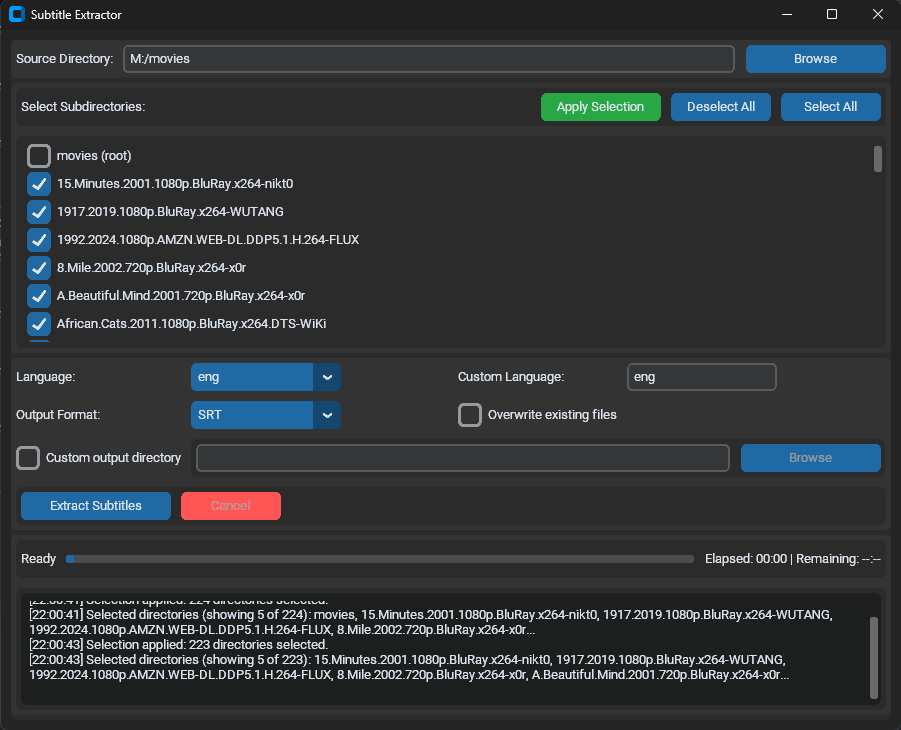 Subtitle Extractor
Source Directory: M:/movies Browse
Select Subdirectories: Apply Selection Deselect All Select All
movies (root)
15.Minutes.2001.1080p.BluRay.x264-nikt0
1917.2019.1080p.BluRay.x264-WUTANG
1992.2024.1080p.AMZN.WEB-DL.DDP5.1.H.264-FLUX
8.Mile.2002.720p.BluRay.x264-x0r
A.Beautiful.Mind.2001.720p.BluRay.x264-x0r
African.Cats.2011.1080p.BluRay.x264.DTS-WiKi
Language: eng Custom Language: eng
Output Format: SRT Overwrite existing files
Custom output directory Browse
Extract Subtitles Cancel
Ready Elapsed: 00:00 | Remaining: --:--
[22:00:41] Selection applied: 224 directories selected.
[22:00:41] Selected directories (showing 5 of 224): movies, 15.Minutes.2001.1080p.BluRay.x264-nikt0, 1917.2019.1080p.BluRay.x264-WUTANG,
1992.2024.1080p.AMZN.WEB-DL.DDP5.1.H.264-FLUX, 8.Mile.2002.720p.BluRay.x264-x0r...
[22:00:43] Selection applied: 223 directories selected.
[22:00:43] Selected directories (showing 5 of 223): 15.Minutes.2001.1080p.BluRay.x264-nikt0, 1917.2019.1080p.BluRay.x264-WUTANG,
1992.2024.1080p.AMZN.WEB-DL.DDP5.1.H.264-FLUX, 8.Mile.2002.720p.BluRay.x264-x0r, A.Beautiful.Mind.2001.720p.BluRay.x264-x0r...